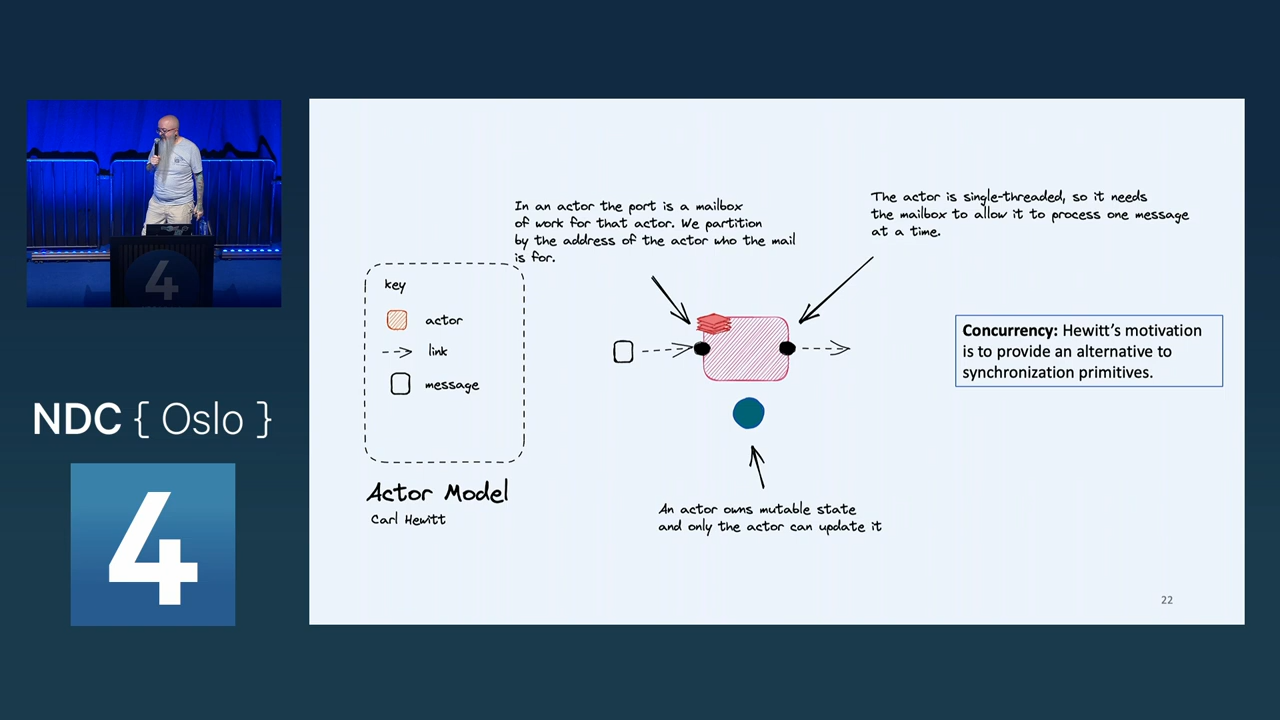 In an actor the port is a mailbox
of work for that actor. We partition
by the address of the actor who the mail
is for.
The actor is single-threaded, so it needs
the mailbox to allow it to process one message
at a time.
key
actor
link
message
Concurrency: Hewitt's motivation
is to provide an alternative to
synchronization primitives.
Actor Model
Carl Hewitt
An actor owns mutable state
and only the actor can update it
22
4
NDC { Oslo }
4